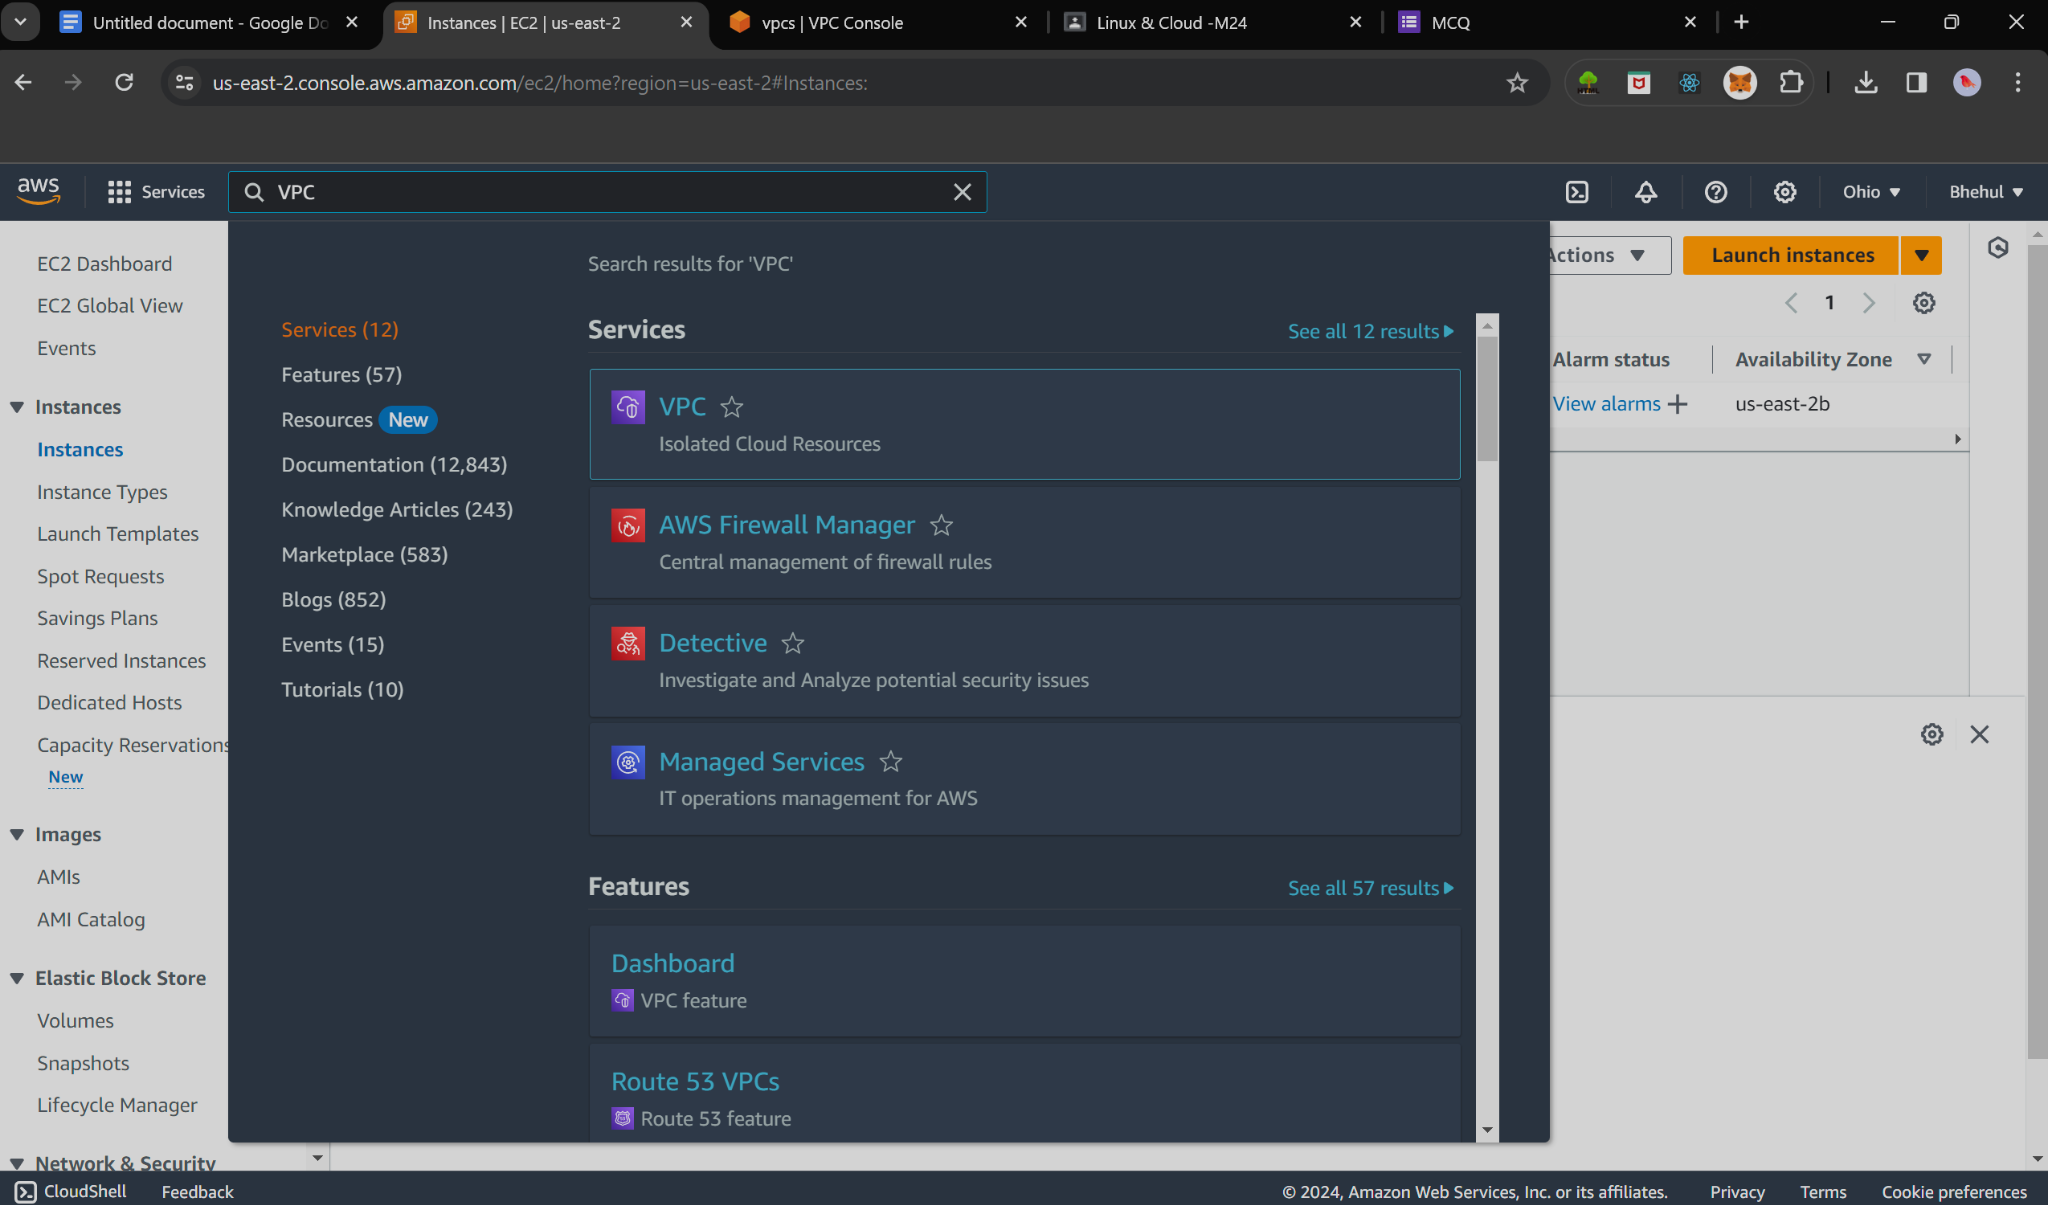 Untitled document - Google Do
Instances | EC2 | us-east-2
vpcs | VPC Console
Linux & Cloud -M24
MCQ
us-east-2.console.aws.amazon.com/ec2/home?region=us-east-2#Instances:
aws
Services
VPC
Ohio
Bhehul
EC2 Dashboard
EC2 Global View
Events
Instances
Instances
Instance Types
Launch Templates
Spot Requests
Savings Plans
Reserved Instances
Dedicated Hosts
Capacity Reservations
New
Images
AMIs
AMI Catalog
Elastic Block Store
Volumes
Snapshots
Lifecycle Manager
Network & Security
Search results for 'VPC'
Services (12)
Features (57)
Resources New
Documentation (12,843)
Knowledge Articles (243)
Marketplace (583)
Blogs (852)
Events (15)
Tutorials (10)
Services
See all 12 results
VPC
Isolated Cloud Resources
AWS Firewall Manager
Central management of firewall rules
Detective
Investigate and Analyze potential security issues
Managed Services
IT operations management for AWS
Features
See all 57 results
Dashboard
VPC feature
Route 53 VPCs
Route 53 feature
Actions
Launch instances
1
Alarm status
Availability Zone
View alarms
us-east-2b
CloudShell
Feedback
© 2024, Amazon Web Services, Inc. or its affiliates.
Privacy
Terms
Cookie preferences